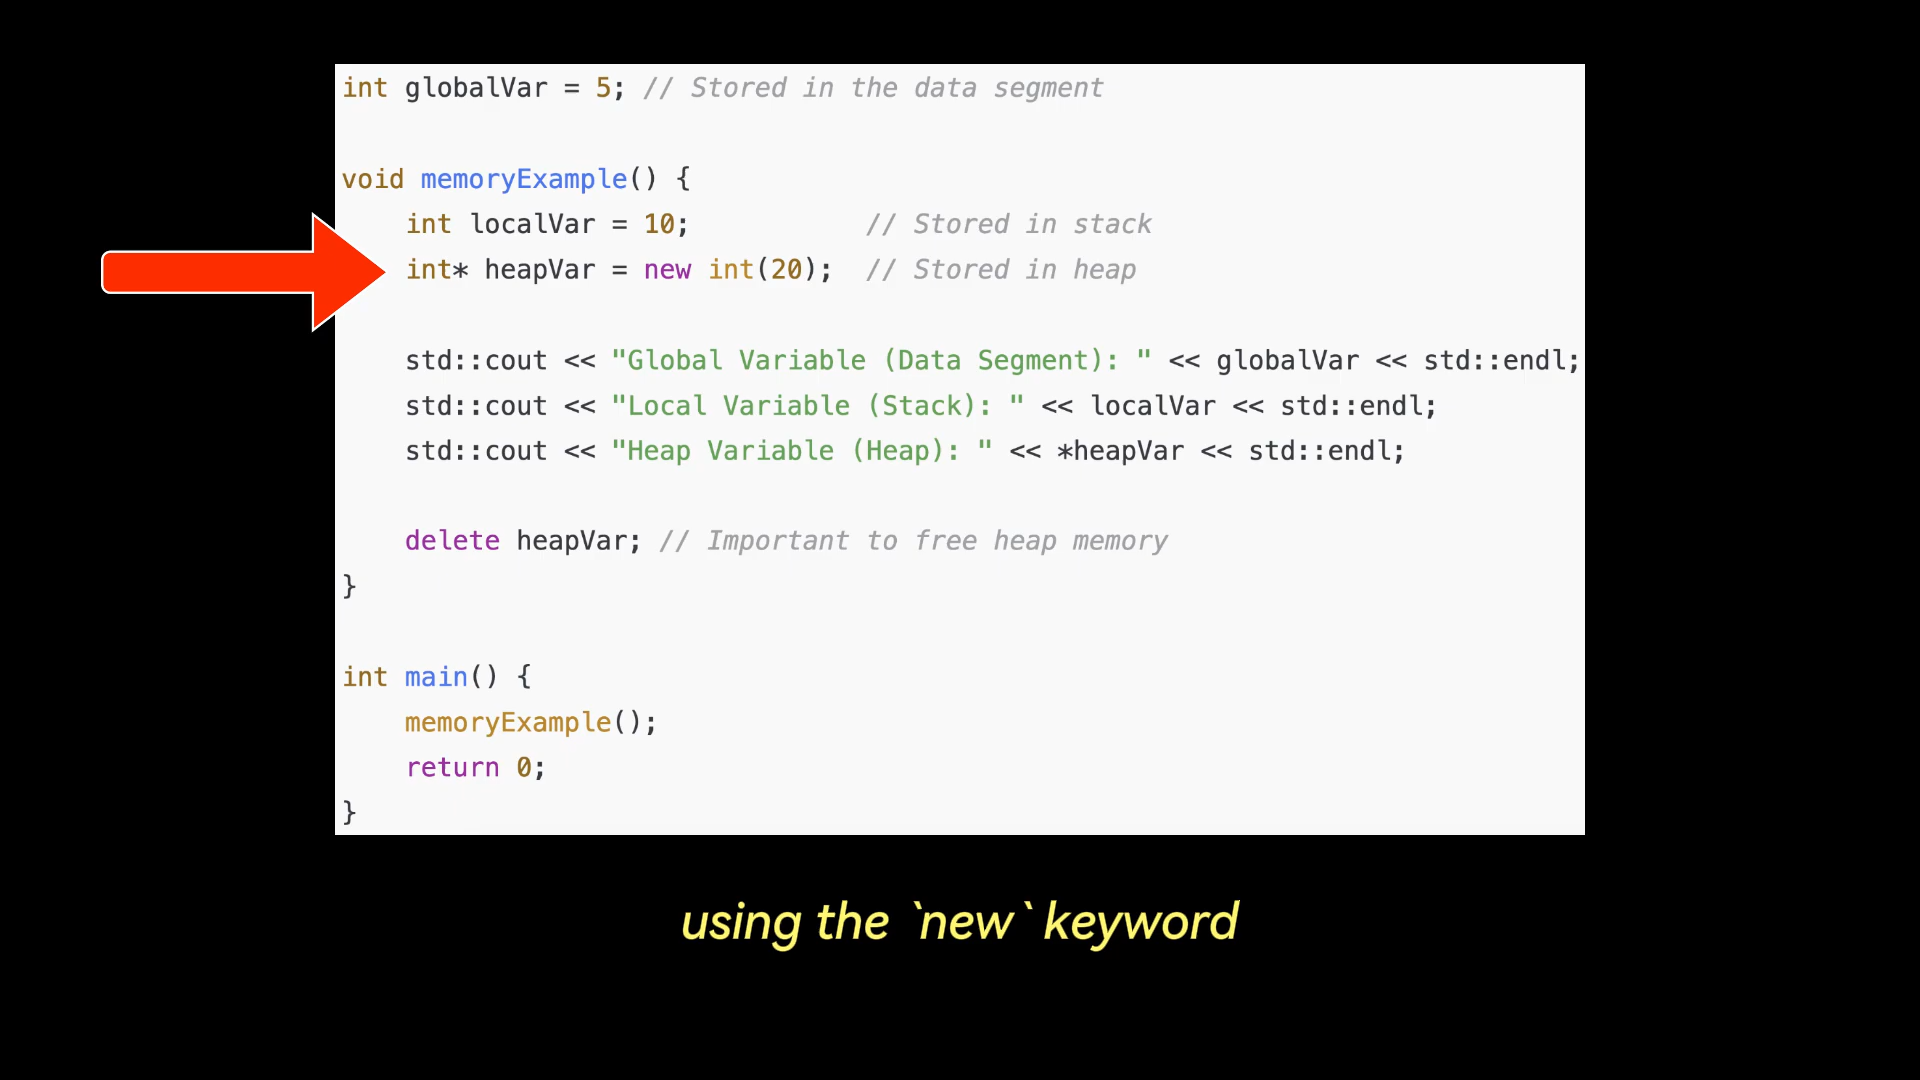 int globalVar = 5; // Stored in the data segment
void memoryExample() {
    int localVar = 10;           // Stored in stack
    int* heapVar = new int(20);  // Stored in heap
    std::cout << "Global Variable (Data Segment): " << globalVar << std::endl;
    std::cout << "Local Variable (Stack): " << localVar << std::endl;
    std::cout << "Heap Variable (Heap): " << *heapVar << std::endl;
    delete heapVar; // Important to free heap memory
}
int main() {
    memoryExample();
    return 0;
}
using the `new` keyword